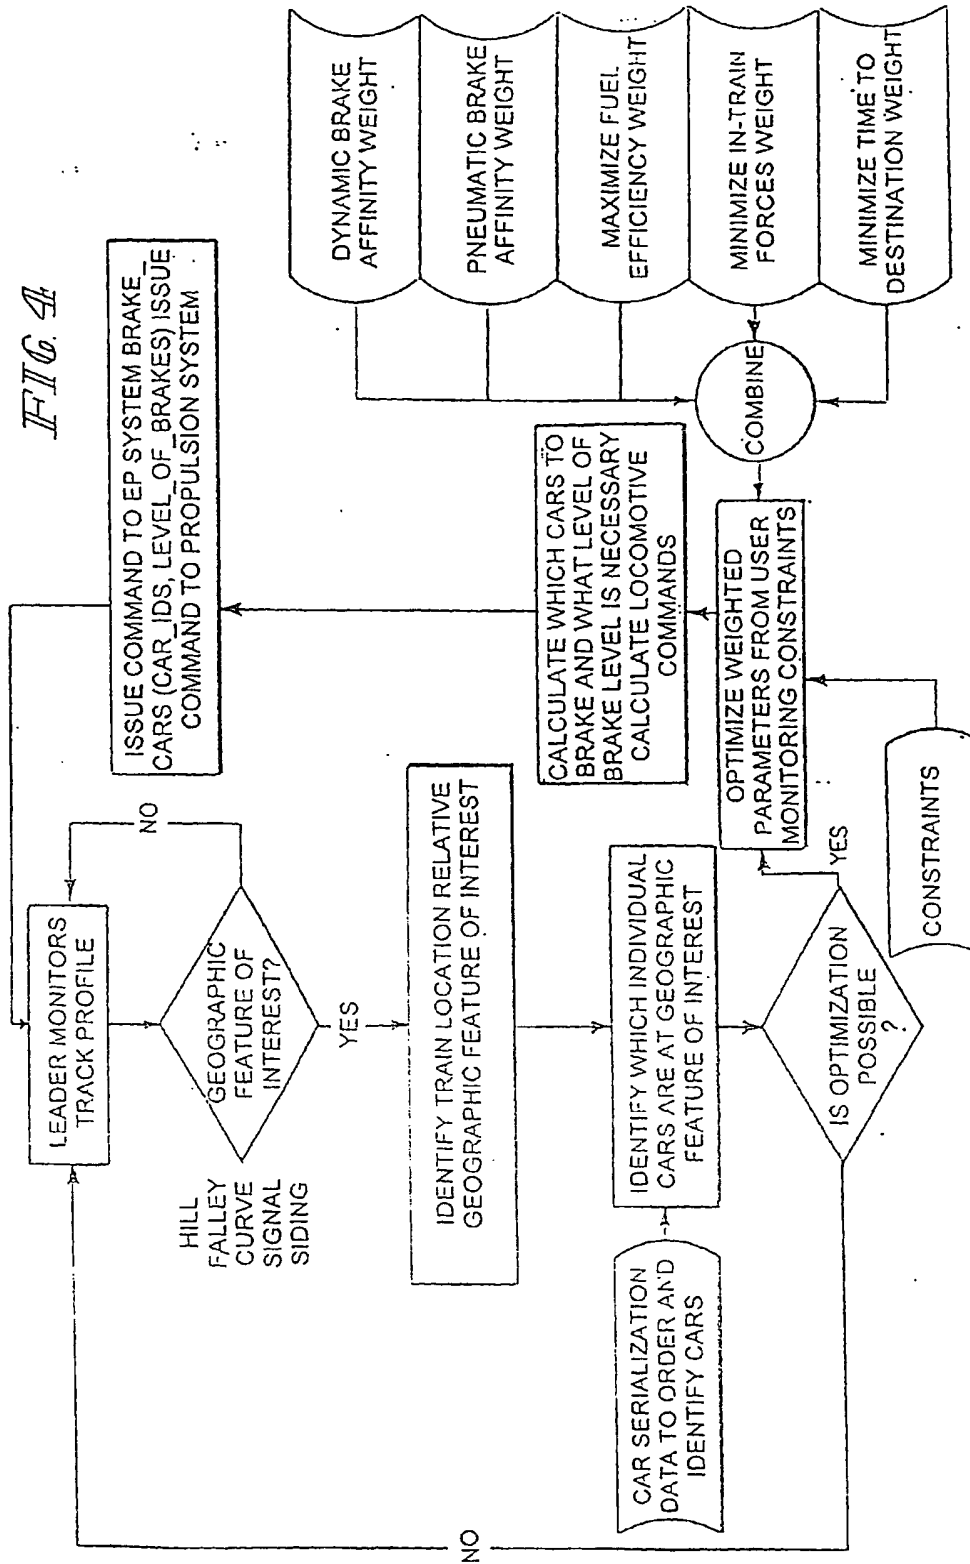 FIG. 4
LEADER MONITORS
TRACK PROFILE
NO
GEOGRAPHIC
FEATURE OF
INTEREST?
HILL
FALLEY
CURVE
SIGNAL
SIDING
YES
IDENTIFY TRAIN LOCATION RELATIVE
GEOGRAPHIC FEATURE OF INTEREST
CAR SERIALIZATION
DATA TO ORDER AND
IDENTIFY CARS
IDENTIFY WHICH INDIVIDUAL
CARS ARE AT GEOGRAPHIC
FEATURE OF INTEREST
IS OPTIMIZATION
POSSIBLE
?
NO
YES
CONSTRAINTS
OPTIMIZE WEIGHTED
PARAMETERS FROM USER
MONITORING CONSTRAINTS
COMBINE
DYNAMIC BRAKE
AFFINITY WEIGHT
PNEUMATIC BRAKE
AFFINITY WEIGHT
MAXIMIZE FUEL
EFFICIENCY WEIGHT
MINIMIZE IN-TRAIN
FORCES WEIGHT
MINIMIZE TIME TO
DESTINATION WEIGHT
CALCULATE WHICH CARS TO
BRAKE AND WHAT LEVEL OF
BRAKE LEVEL IS NECESSARY
CALCULATE LOCOMOTIVE
COMMANDS
ISSUE COMMAND TO EP SYSTEM BRAKE_
CARS (CAR_IDS, LEVEL_OF_BRAKES) ISSUE
COMMAND TO PROPULSION SYSTEM